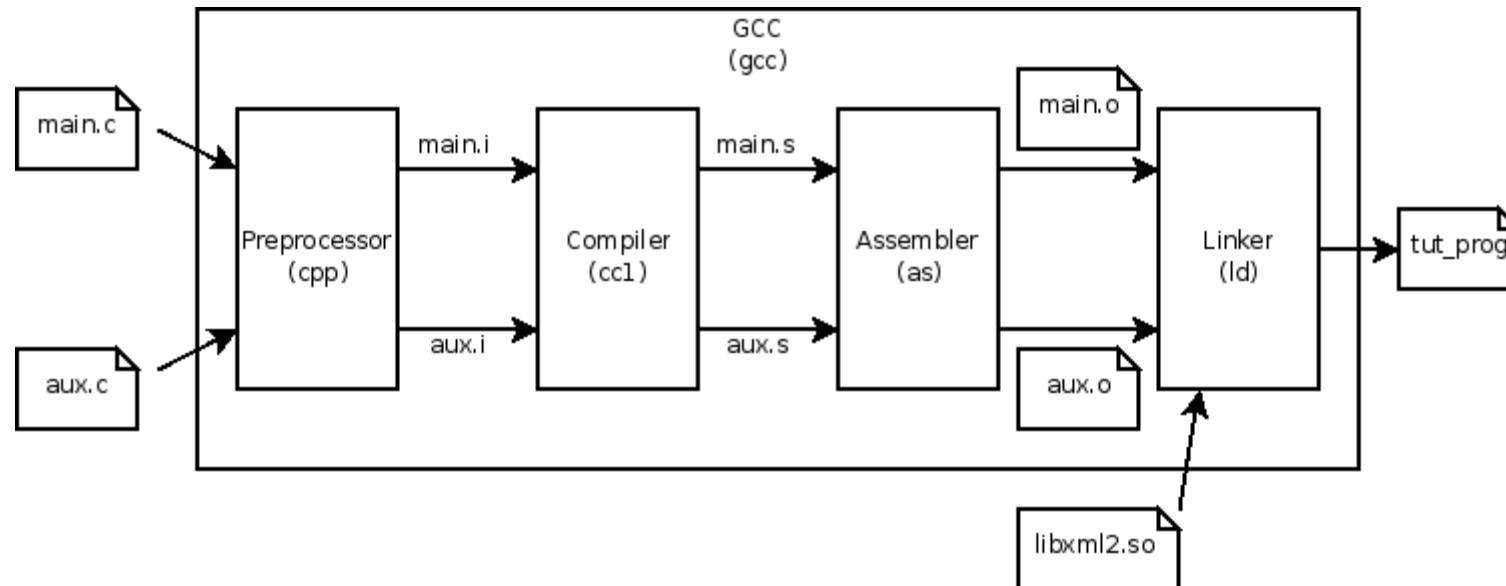 GCC
(gcc)
main.c
main.o
main.i
main.s
Preprocessor
(cpp)
Compiler
(cc1)
Assembler
(as)
Linker
(ld)
tut_prog
aux.i
aux.s
aux.c
aux.o
libxml2.so